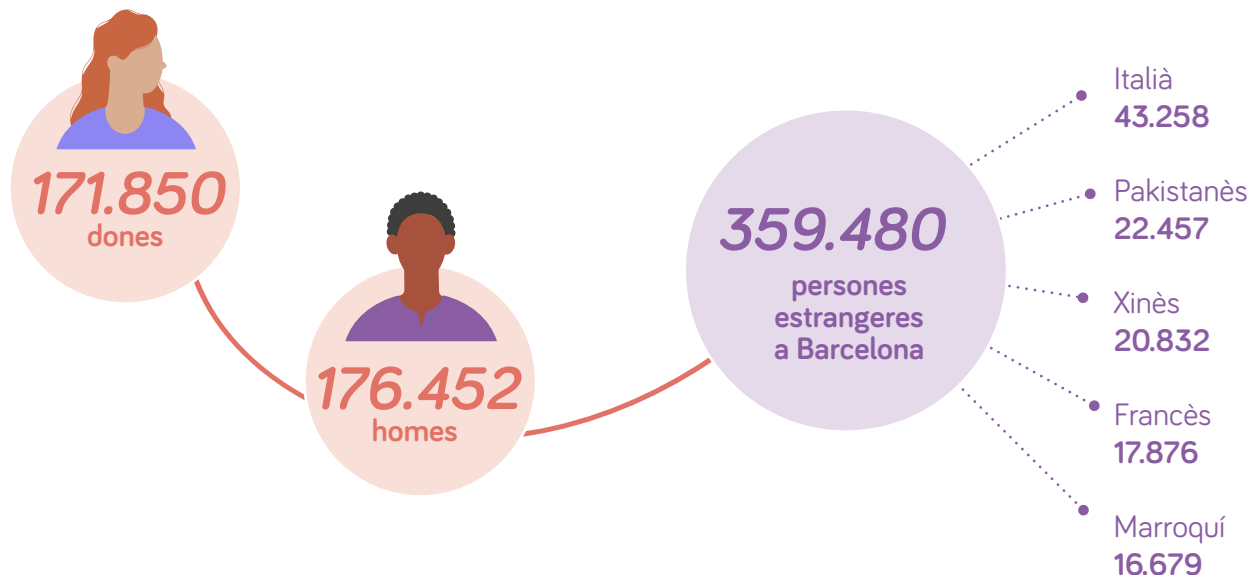 171.850
dones
176.452
homes
359.480
persones
estrangeres
a Barcelona
Italià
43.258
Pakistanès
22.457
Xinès
20.832
Francès
17.876
Marroquí
16.679